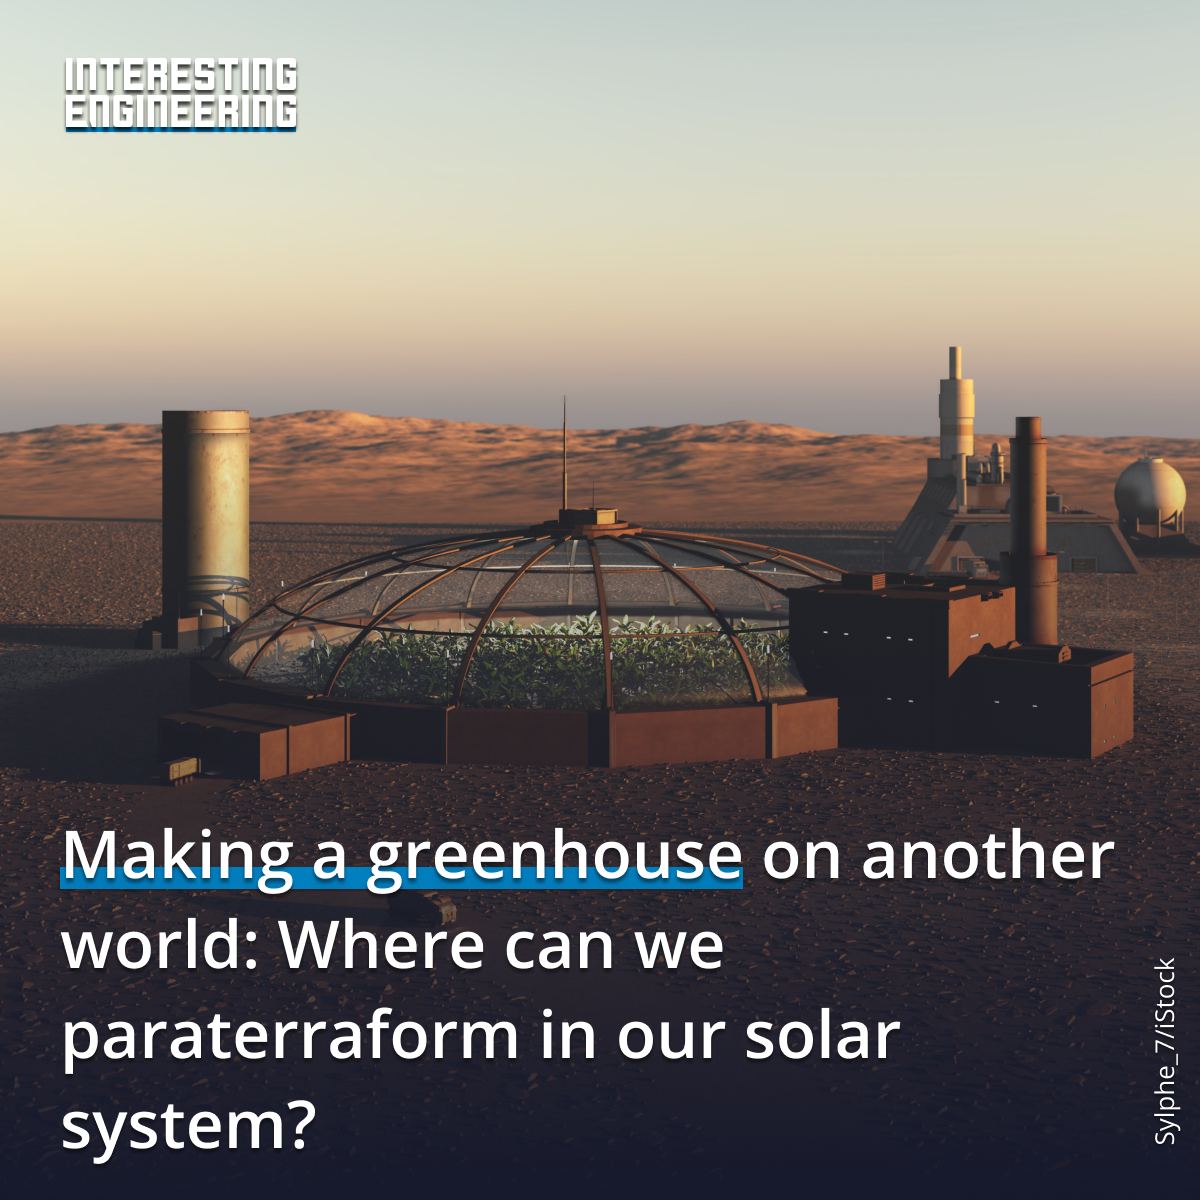 INTERESTING
ENGINEERING
Making a greenhouse on another
world: Where can we
paraterraform in our solar
system?
Sylphe_7/iStock